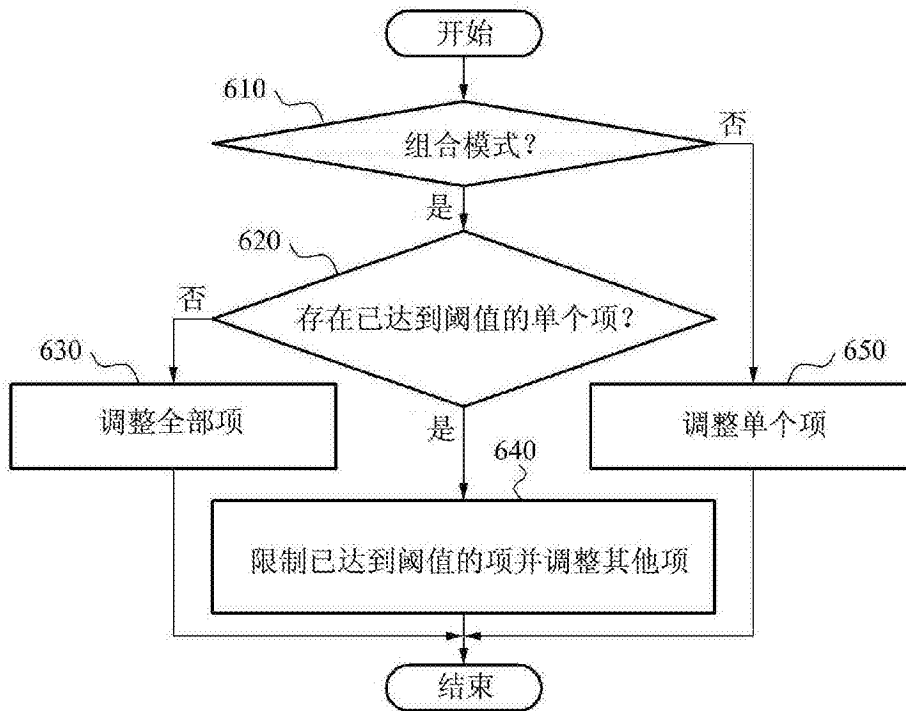 开始
610
组合模式?
否
是
620
存在已达到阈值的单个项?
否
630
650
调整全部项
是
调整单个项
640
限制已达到阈值的项并调整其他项
结束